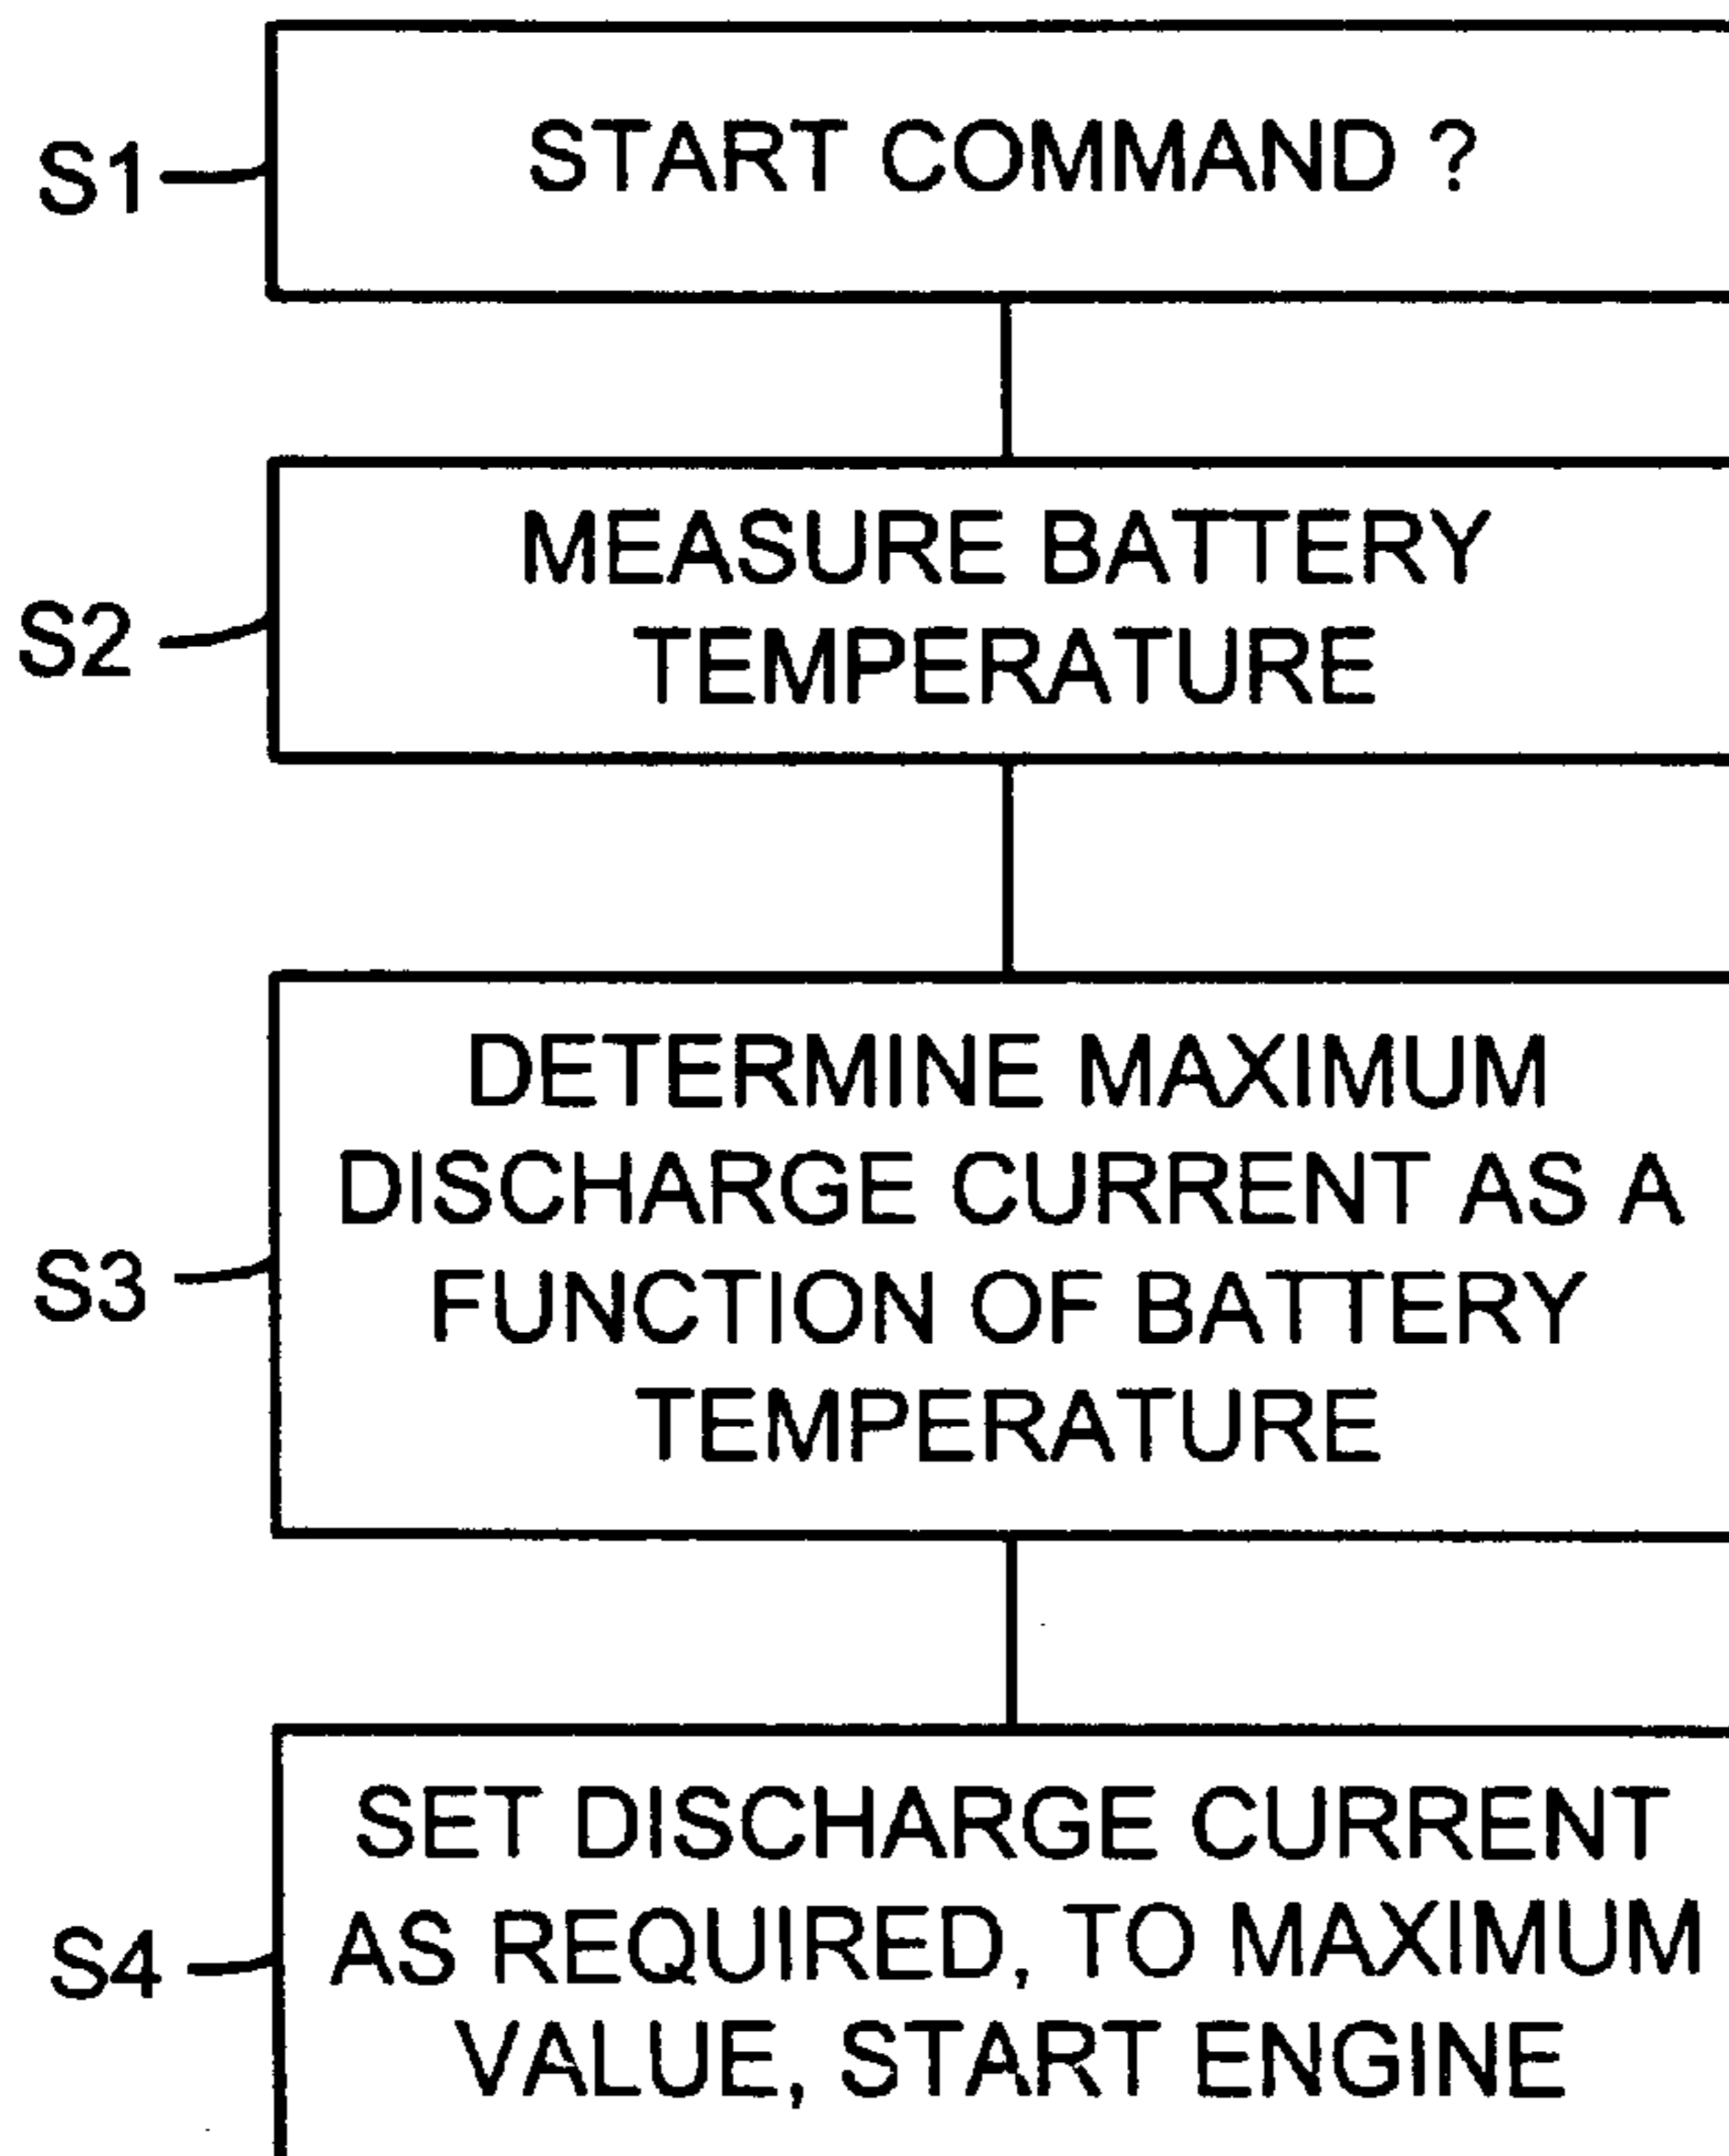 START COMMAND ?
S1
MEASURE BATTERY
TEMPERATURE
S2
DETERMINE MAXIMUM
DISCHARGE CURRENT AS A
FUNCTION OF BATTERY
TEMPERATURE
S3
SET DISCHARGE CURRENT
AS REQUIRED, TO MAXIMUM
VALUE, START ENGINE
S4